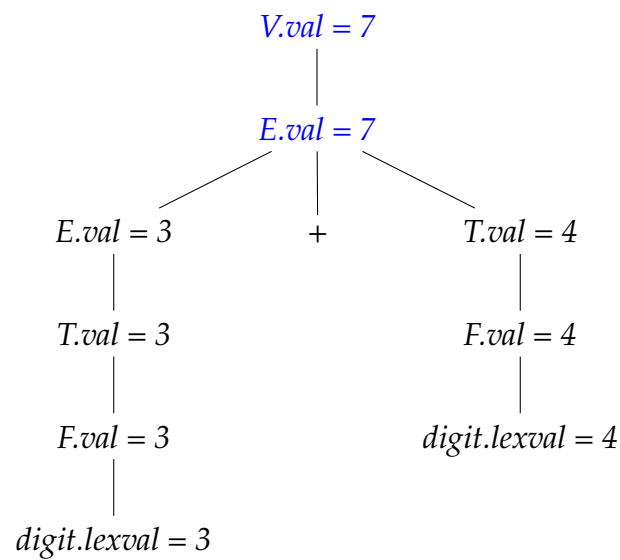 V.val = 7
E.val = 7
E.val = 3 + T.val = 4
T.val = 3 F.val = 4
F.val = 3 digit.lexval = 4
digit.lexval = 3